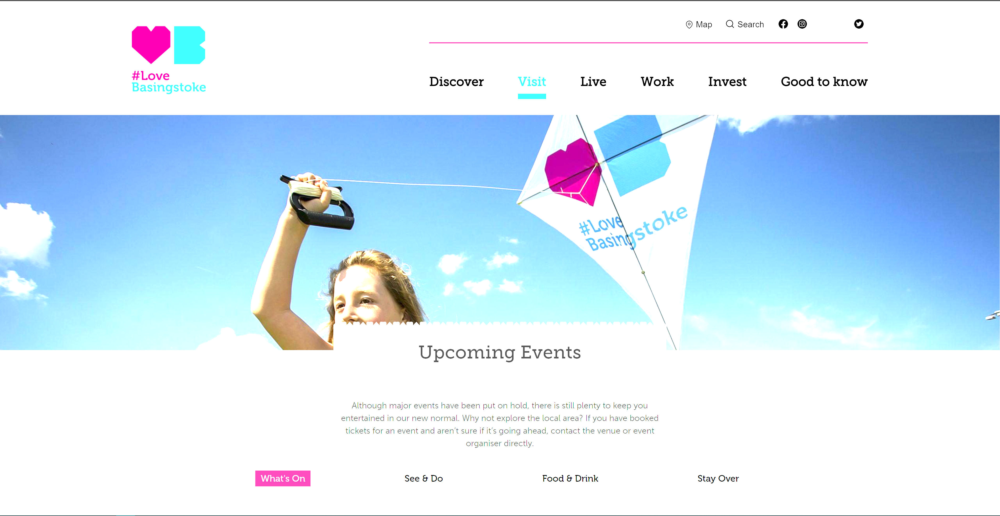 Map
Search
#Love
Basingstoke
Discover
Visit
Live
Work
Invest
Good to know
#Love
Basingstoke
Upcoming Events
Although major events have been put on hold, there is still plenty to keep you
entertained in our new normal. Why not explore the local area? If you have booked
tickets for an event and aren’t sure if it’s going ahead, contact the venue or event
organiser directly.
What's On
See & Do
Food & Drink
Stay Over